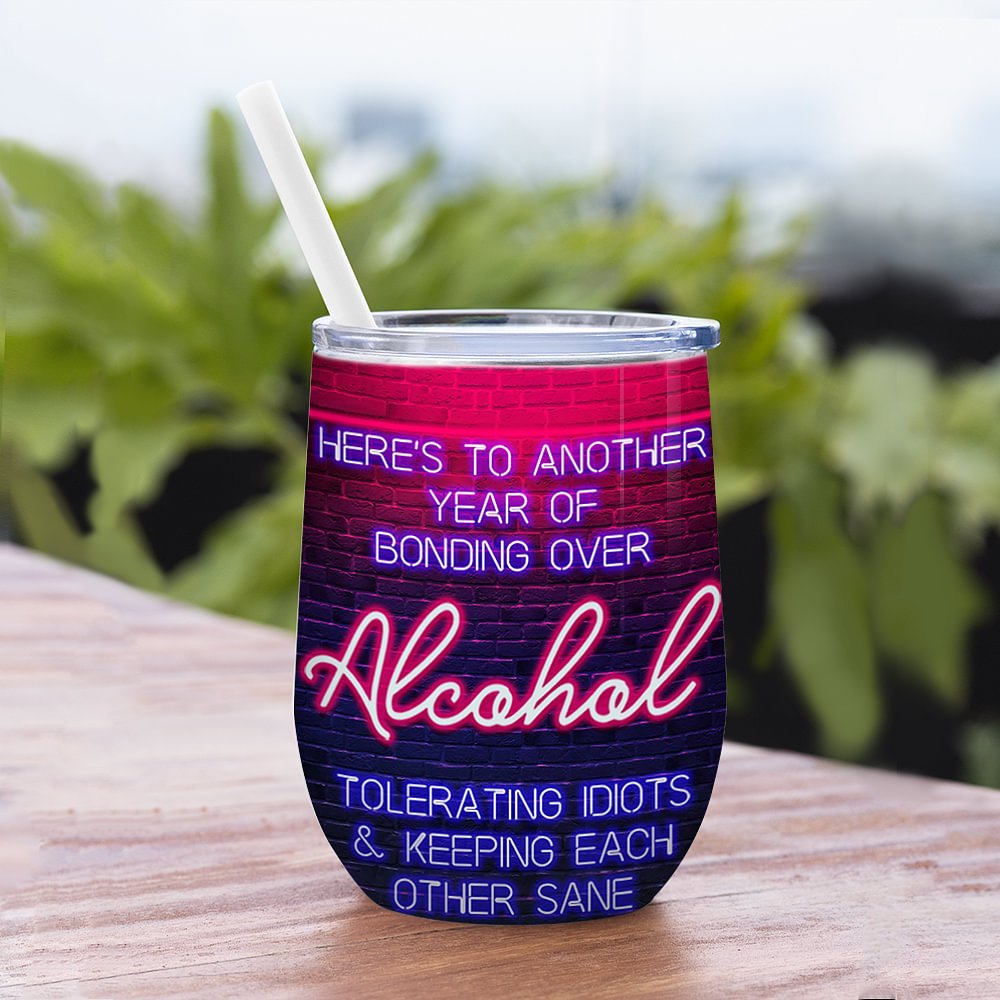 HERE'S TO ANOTHER
YEAR OF
BONDING OVER
Alcohol
TOLERATING IDIOTS
& KEEPING EACH
OTHER SANE